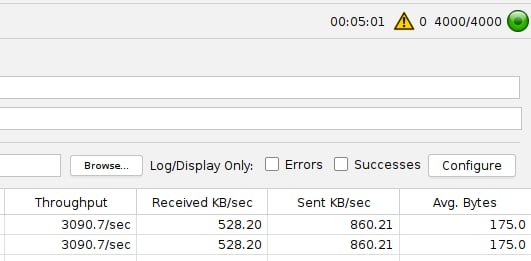 00:05:01 0 4000/4000
Browse... Log/Display Only: Errors Successes Configure
Throughput Received KB/sec Sent KB/sec Avg. Bytes
3090.7/sec 528.20 860.21 175.0
3090.7/sec 528.20 860.21 175.0